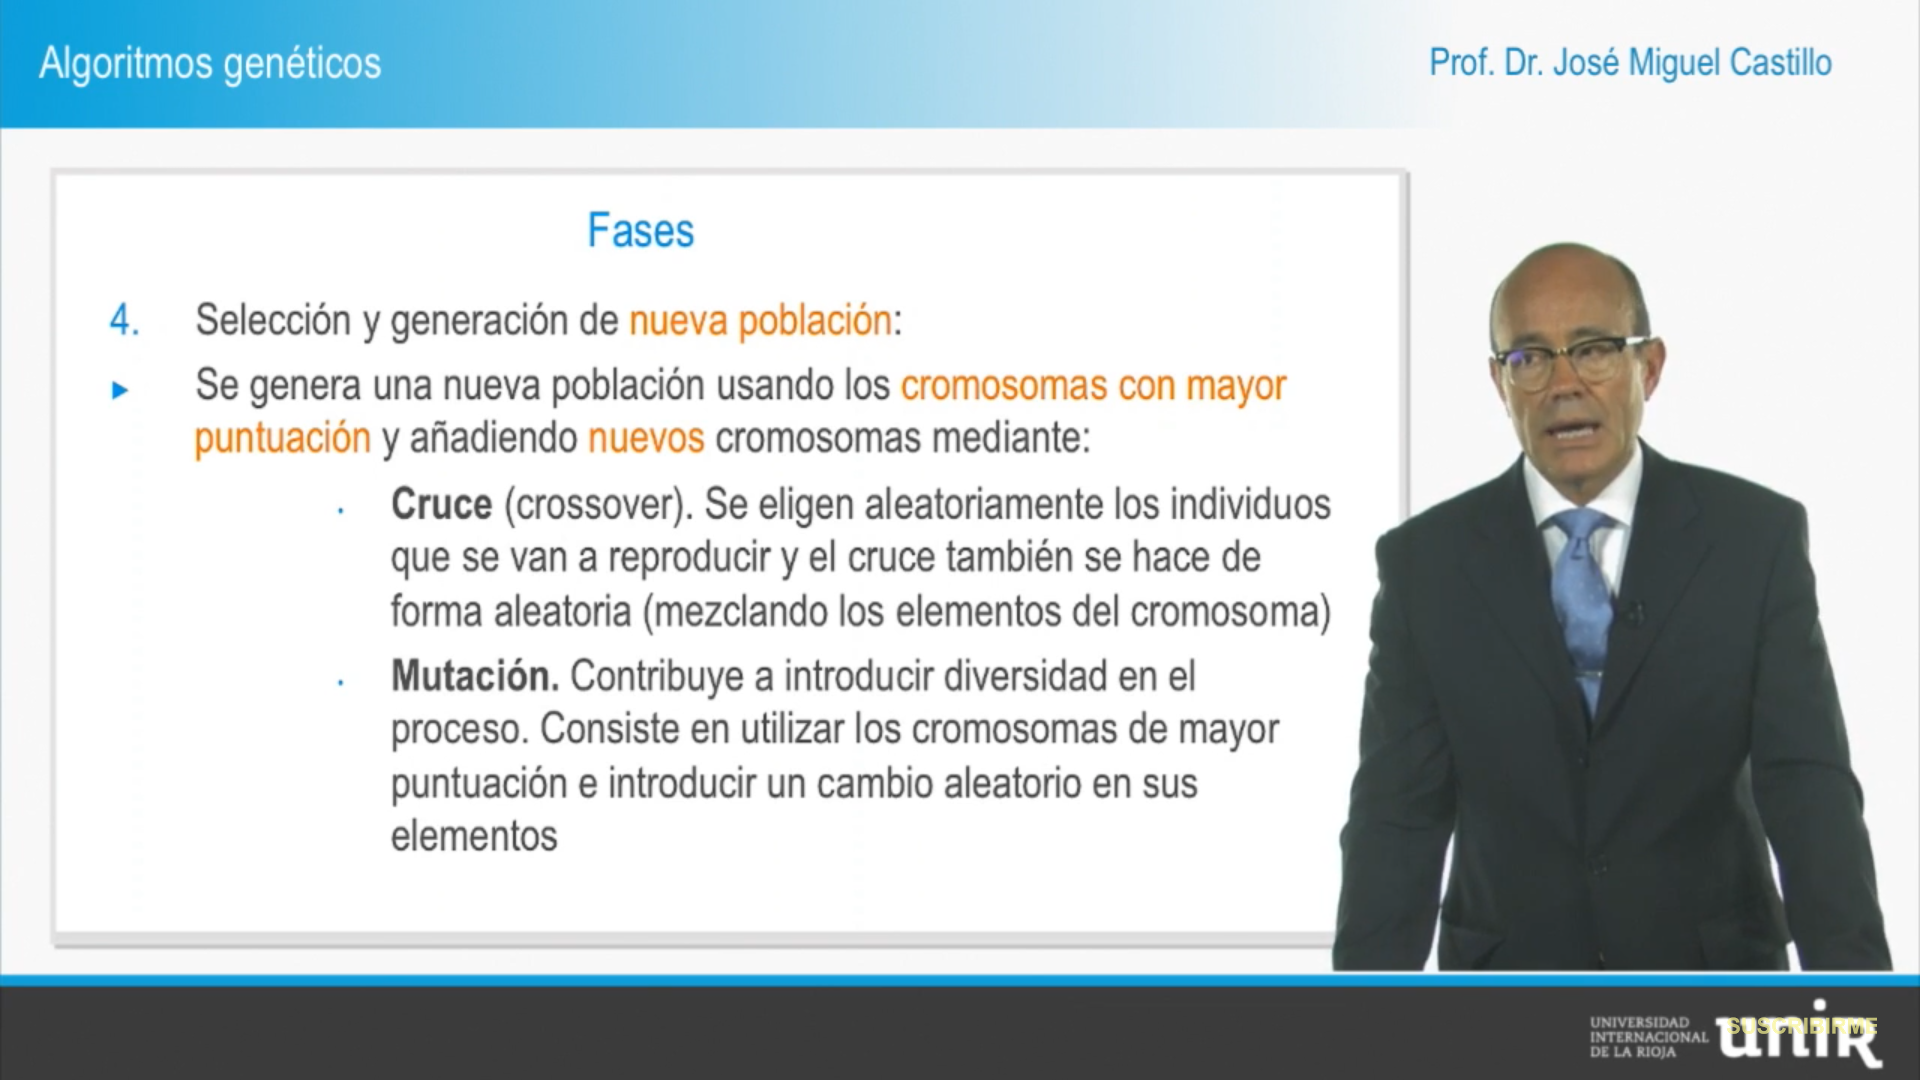 Algoritmos genéticos
Prof. Dr. José Miguel Castillo
Fases
4. Selección y generación de nueva población:
Se genera una nueva población usando los cromosomas con mayor
puntuación y añadiendo nuevos cromosomas mediante:
Cruce (crossover). Se eligen aleatoriamente los individuos
que se van a reproducir y el cruce también se hace de
forma aleatoria (mezclando los elementos del cromosoma)
Mutación. Contribuye a introducir diversidad en el
proceso. Consiste en utilizar los cromosomas de mayor
puntuación e introducir un cambio aleatorio en sus
elementos
UNIVERSIDAD
INTERNACIONAL
DE LA RIOJA
unir
SUSCRIBIRME